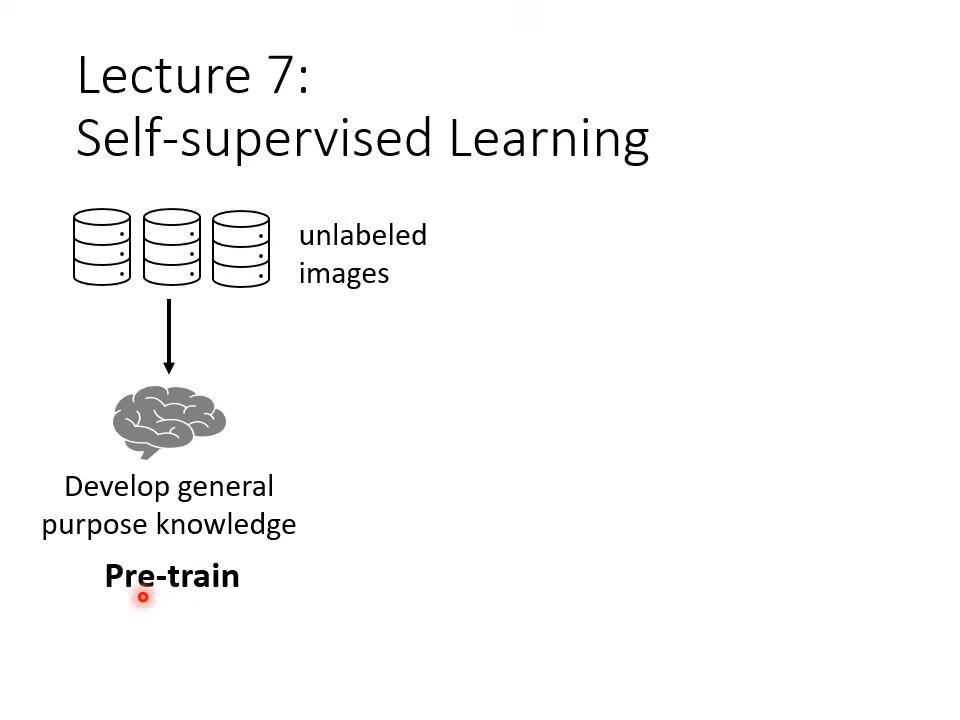 Lecture 7:
Self-supervised Learning
unlabeled
images
Develop general
purpose knowledge
Pre-train